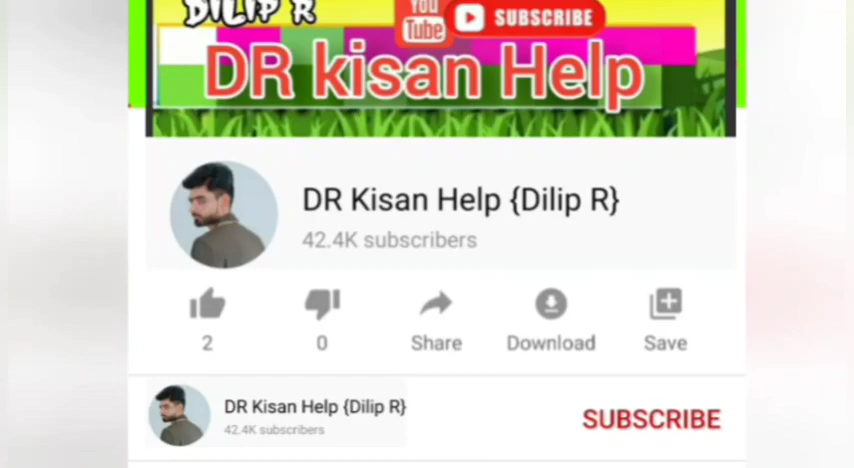 DILIP R
You
Tube
SUBSCRIBE
DR kisan Help
DR Kisan Help {Dilip R}
42.4K subscribers
2
0
Share
Download
Save
DR Kisan Help {Dilip R}
42.4K subscribers
SUBSCRIBE